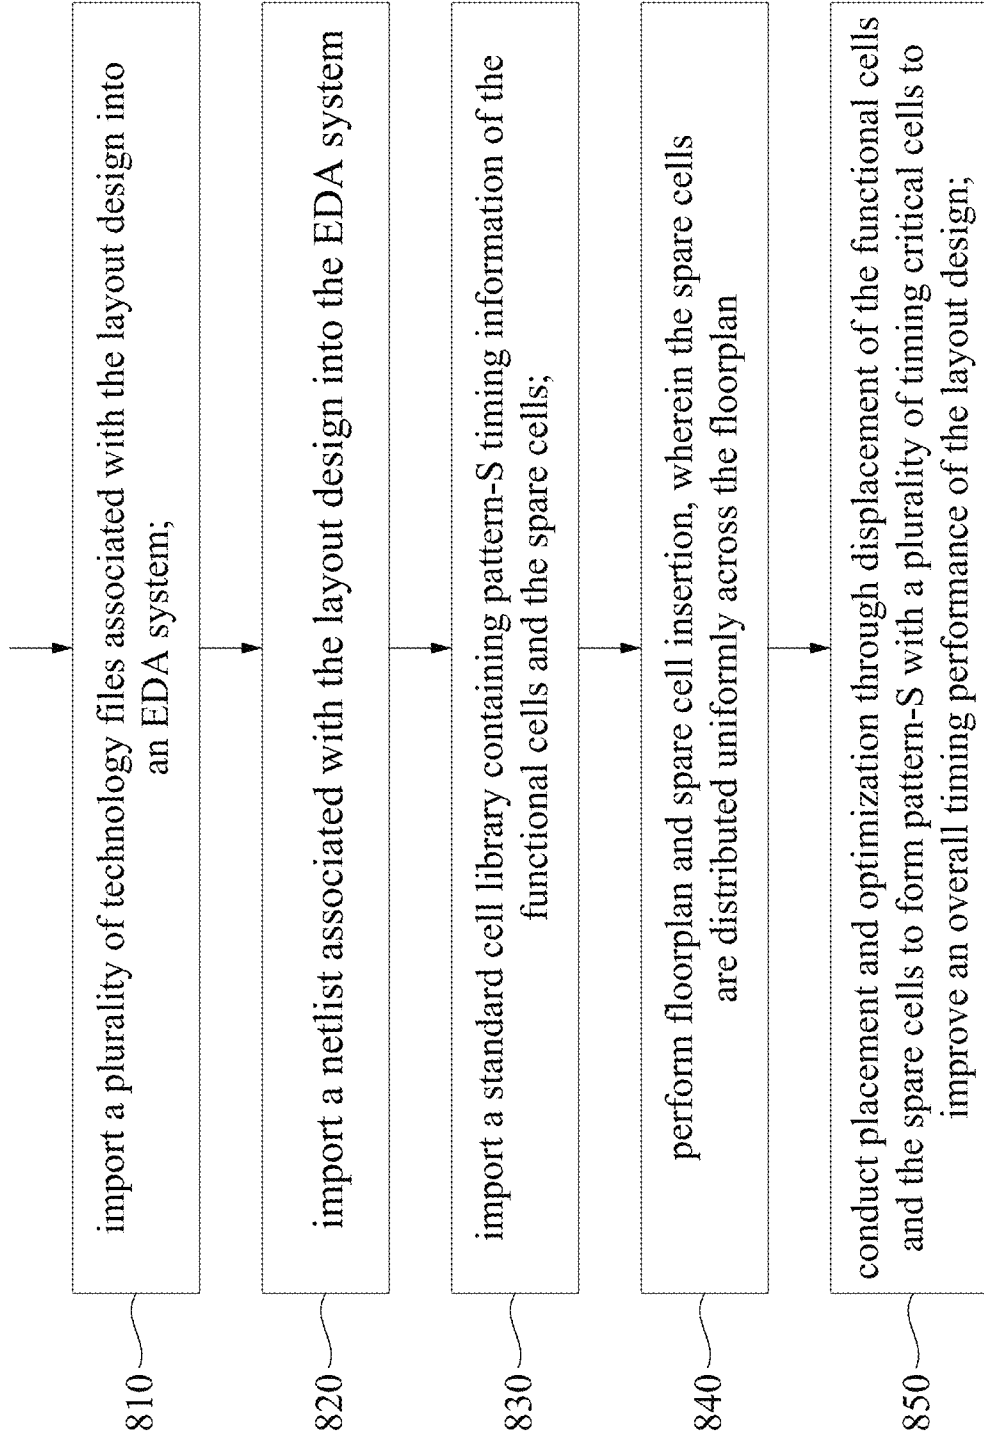 810
import a plurality of technology files associated with the layout design into
an EDA system;
820
import a netlist associated with the layout design into the EDA system
830
import a standard cell library containing pattern-S timing information of the
functional cells and the spare cells;
840
perform floorplan and spare cell insertion, wherein the spare cells
are distributed uniformly across the floorplan
850
conduct placement and optimization through displacement of the functional cells
and the spare cells to form pattern-S with a plurality of timing critical cells to
improve an overall timing performance of the layout design;